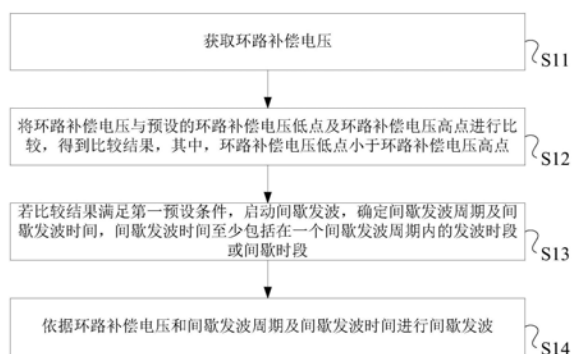 获取环路补偿电压
S11
将环路补偿电压与预设的环路补偿电压低点及环路补偿电压高点进行比
较，得到比较结果，其中，环路补偿电压低点小于环路补偿电压高点
S12
若比较结果满足第一预设条件，启动间歇发波，确定间歇发波周期及间
歇发波时间，间歇发波时间至少包括在一个间歇发波周期内的发波时段
或间歇时段
S13
依据环路补偿电压和间歇发波周期及间歇发波时间进行间歇发波
S14